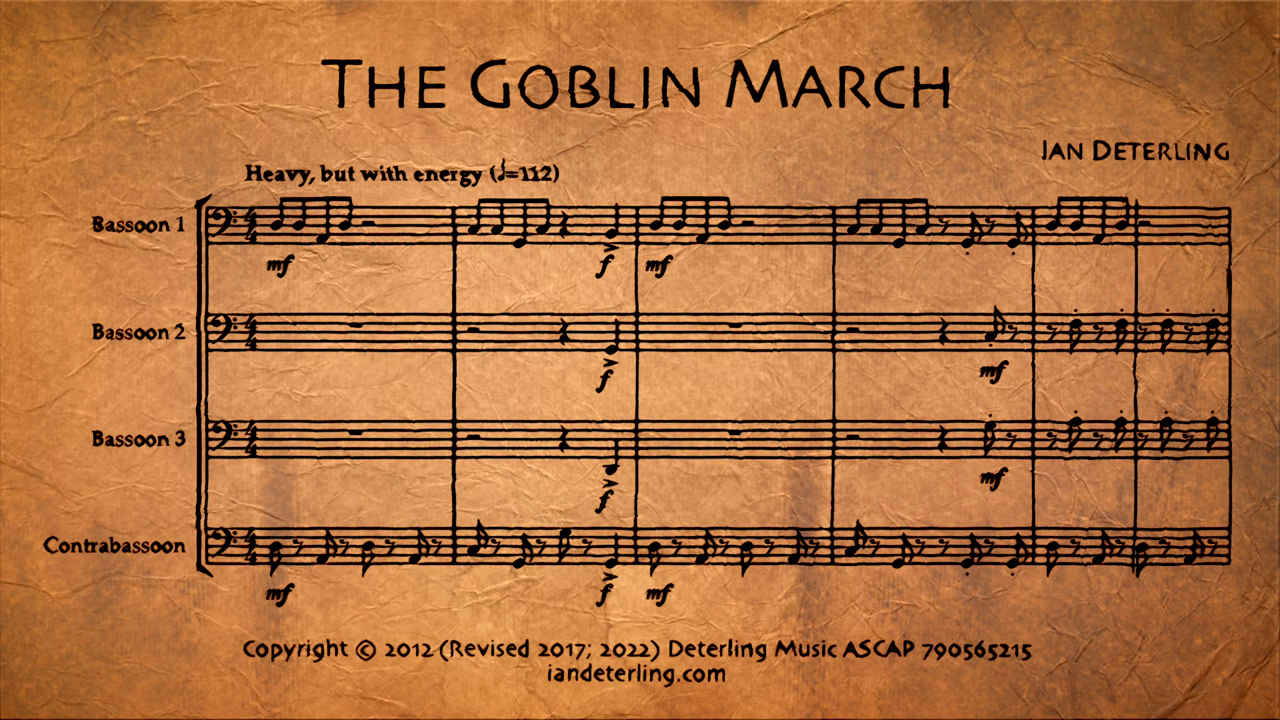 THE GOBLIN MARCH
IAN DETERLING
Heavy, but with energy (♩=112)
Bassoon 1
mf
f
mf
Bassoon 2
f
mf
Bassoon 3
f
mf
Contrabassoon
mf
f
mf
Copyright © 2012 (Revised 2017; 2022) Deterling Music ASCAP 790565215
iandeterling.com